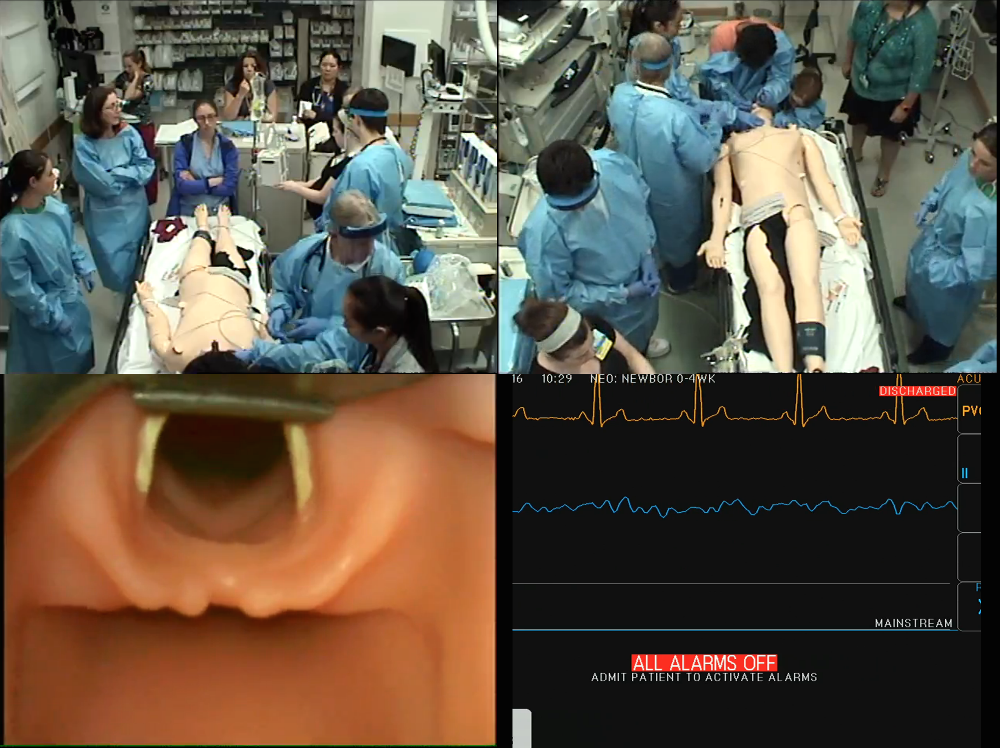 16 10:29 NEO: NEWBOR 0-4WK ACU
DISCHARGED
PV
II
MAINSTREAM
ALL ALARMS OFF
ADMIT PATIENT TO ACTIVATE ALARMS